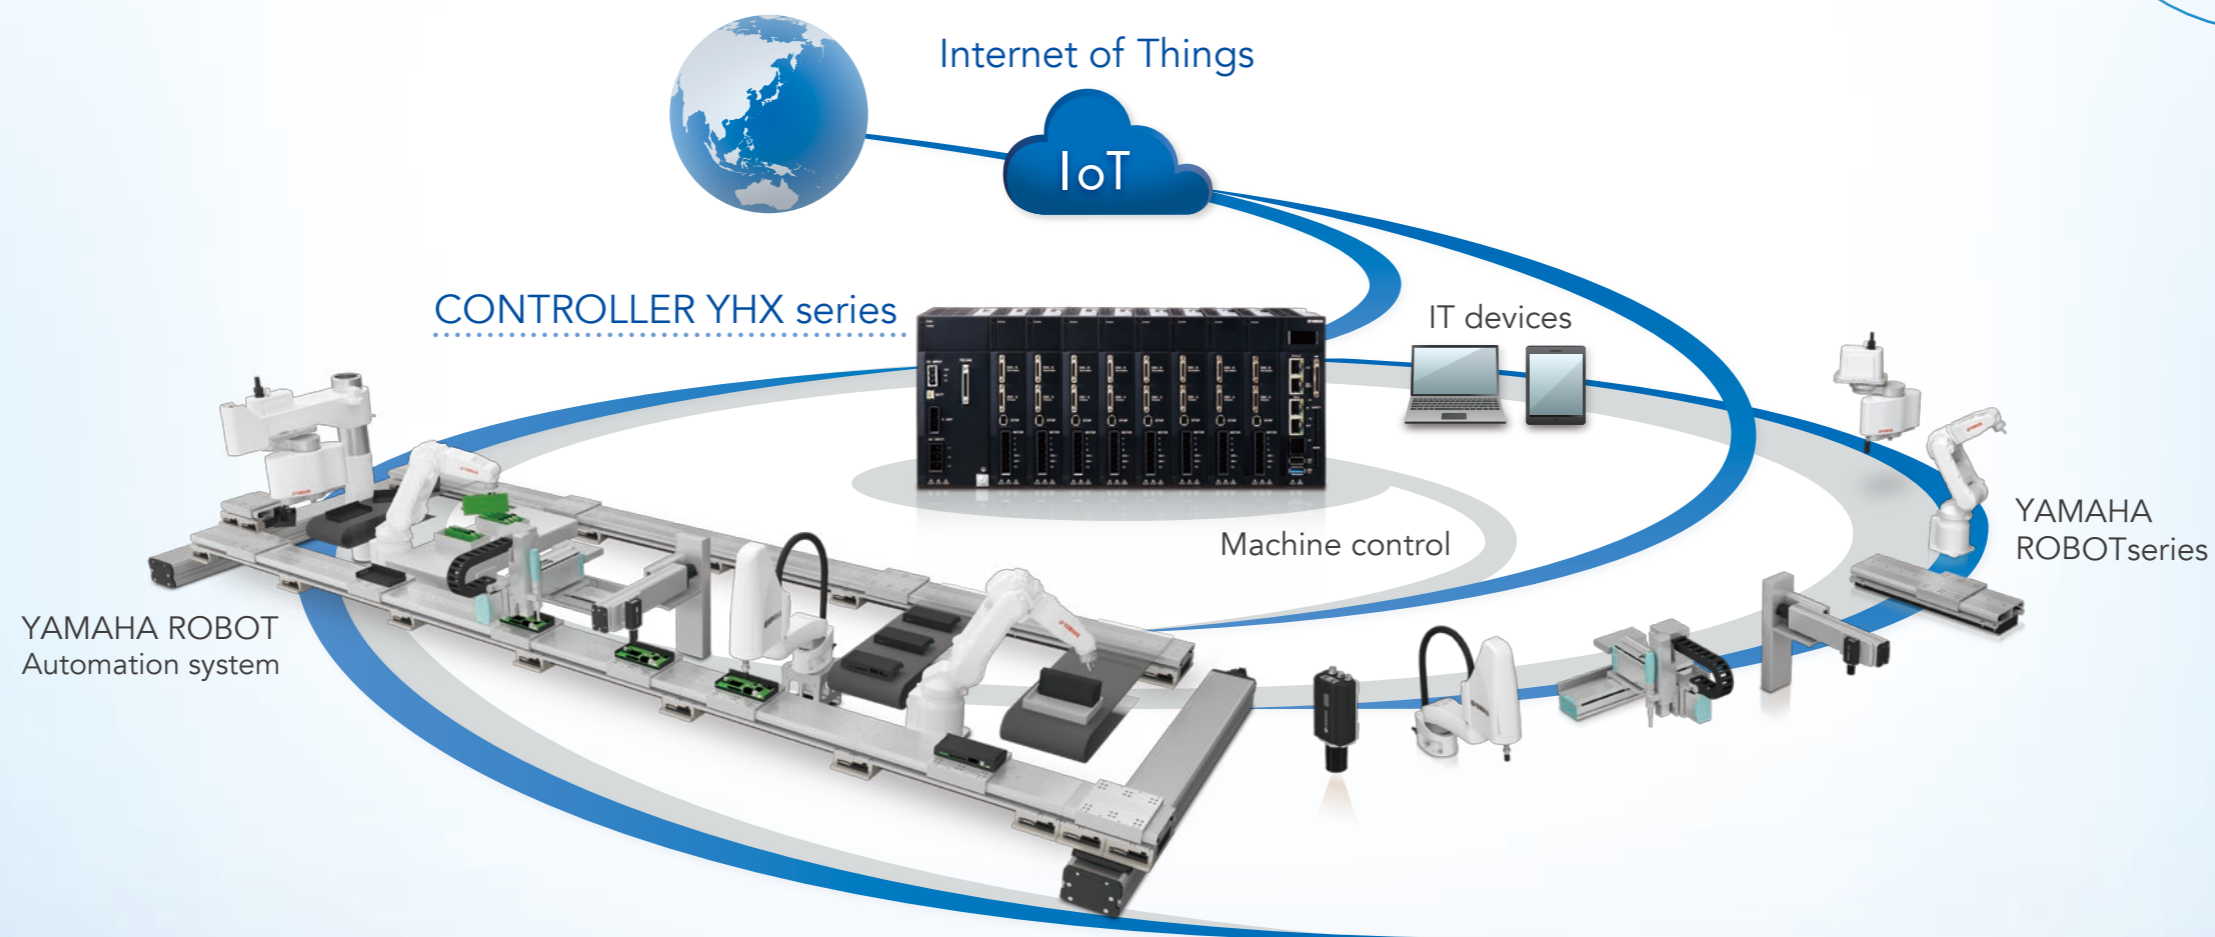 Internet of Things
IoT
CONTROLLER YHX series
IT devices
Machine control
YAMAHA
ROBOTseries
YAMAHA ROBOT
Automation system